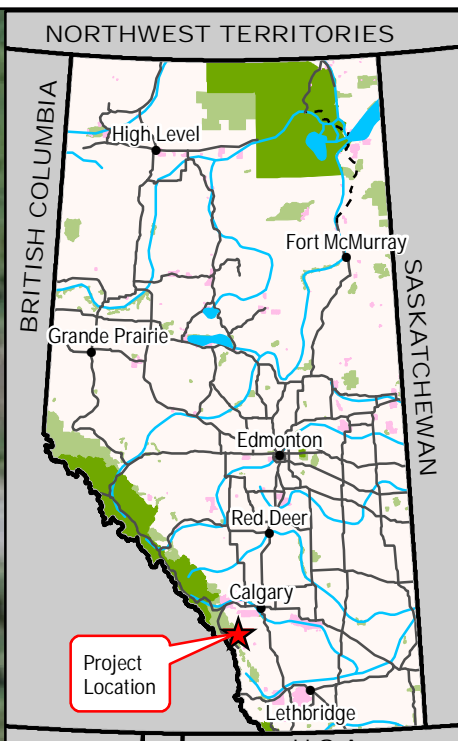 NORTHWEST TERRITORIES
BRITISH COLUMBIA
High Level
Fort McMurray
SASKATCHEWAN
Grande Prairie
Edmonton
Red Deer
Calgary
Project
Location
Lethbridge